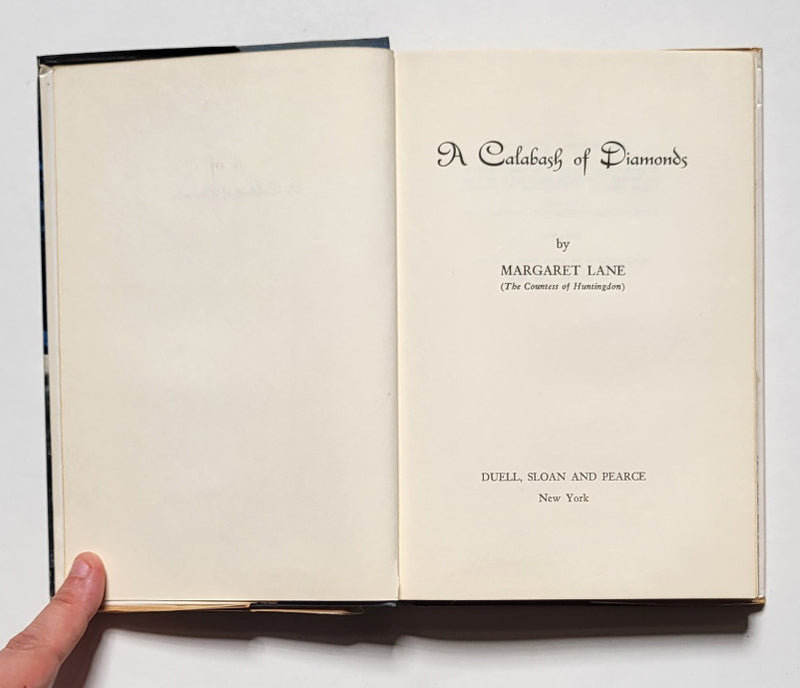 A Calabash of Diamonds
by
MARGARET LANE
(The Countess of Huntingdon)
DUELL, SLOAN AND PEARCE
New York